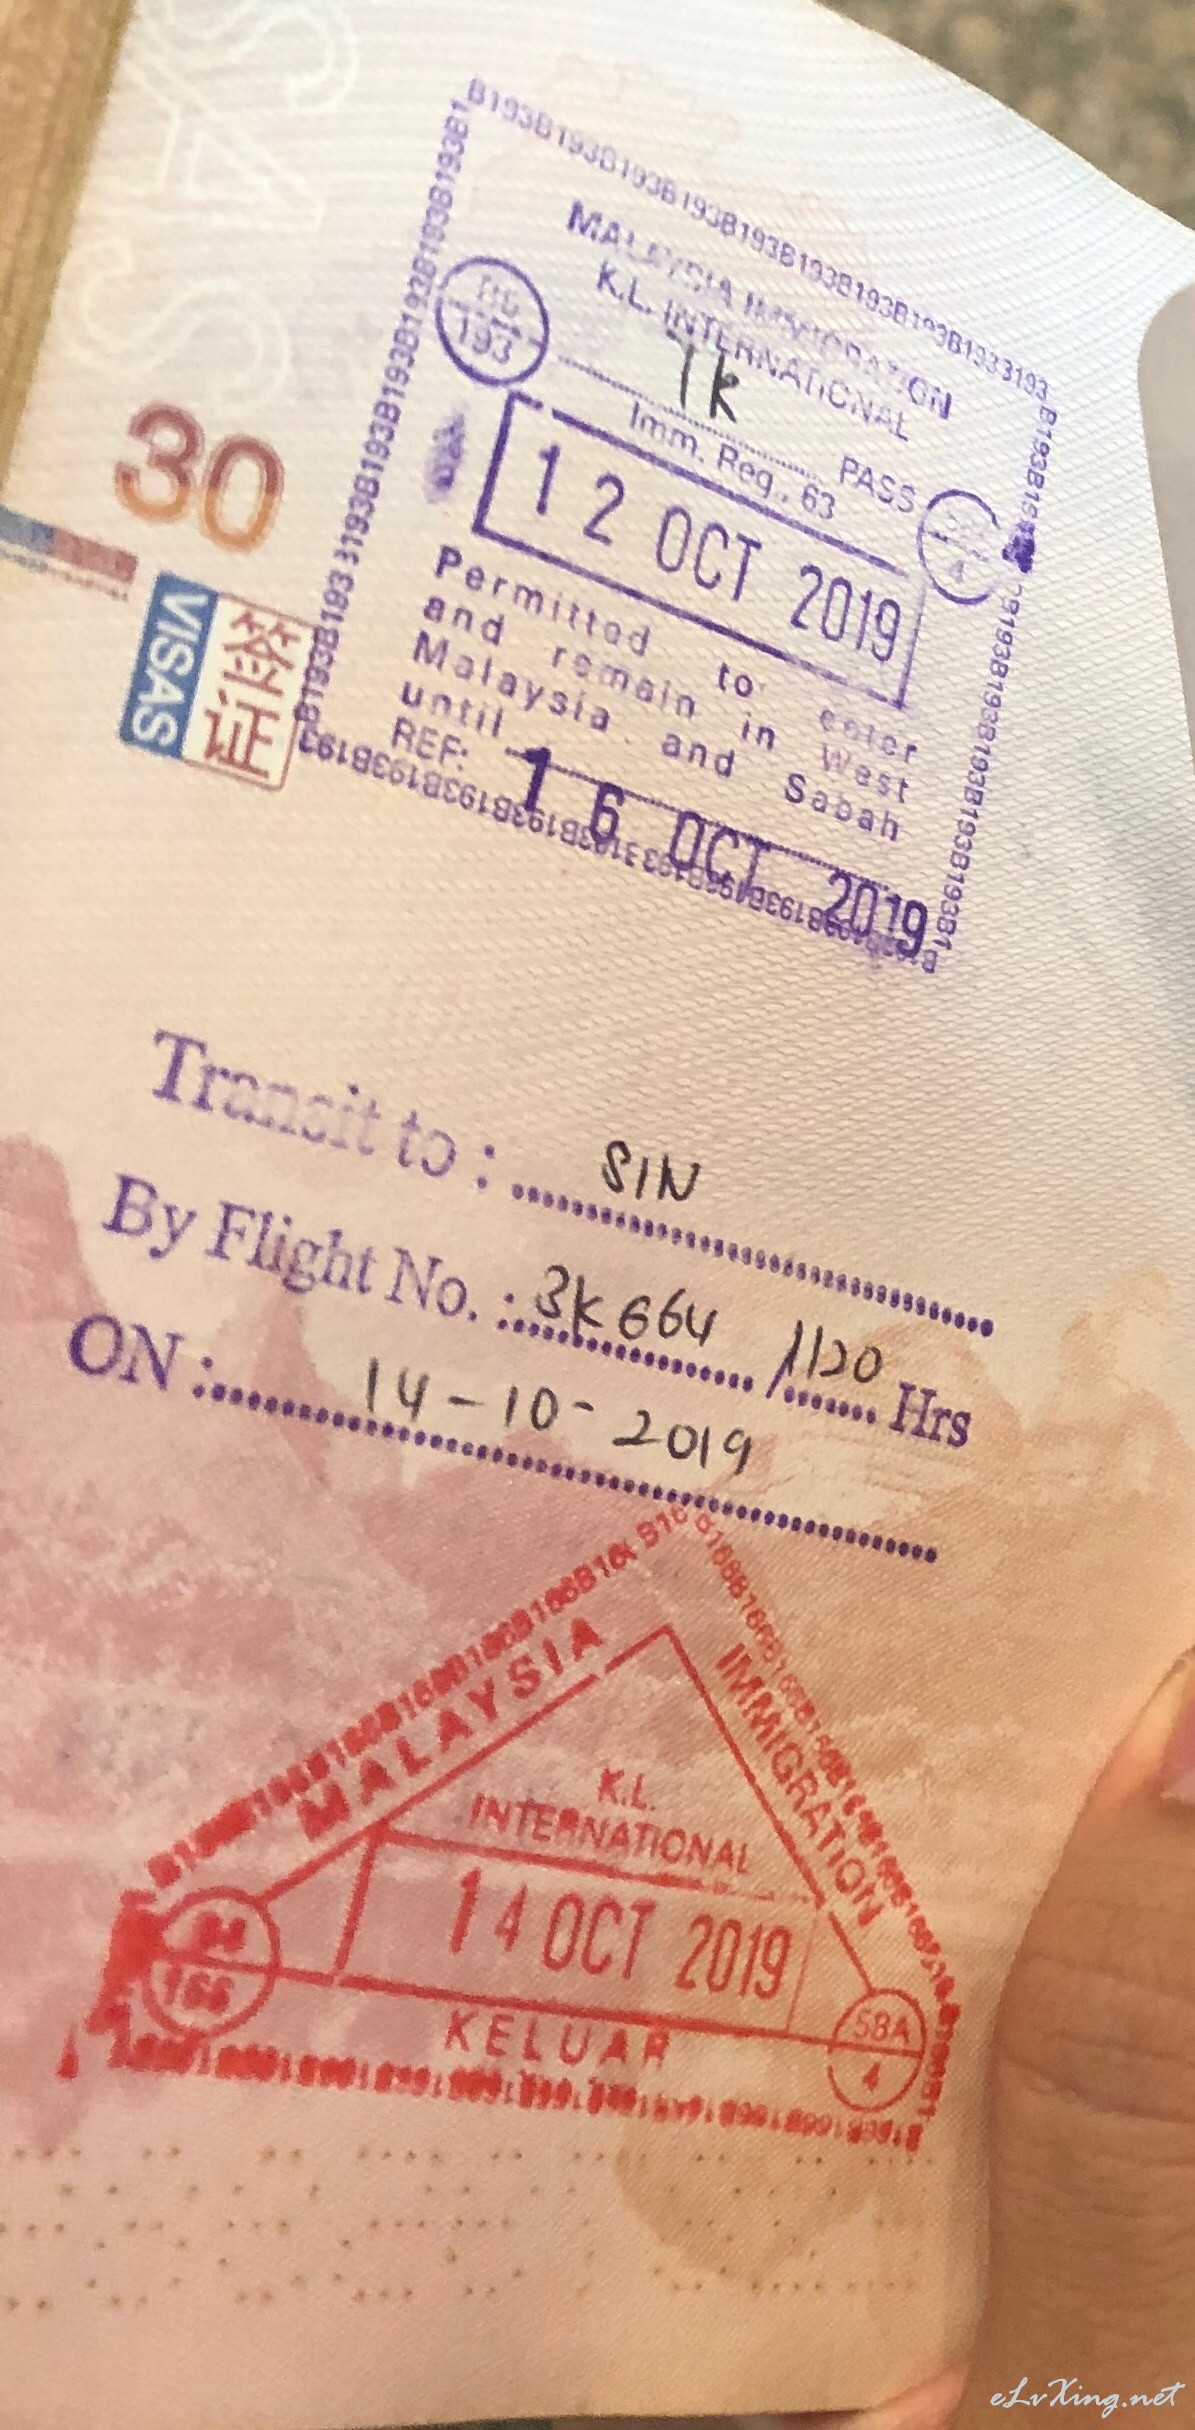 30
VISAS
签证
MALAYSIA IMMIGRATION
K.L. INTERNATIONAL
193
PASS
Imm. Reg. 63
12 OCT 2019
4
Permitted to enter
and remain in West
Malaysia and Sabah
until
REF:
16 OCT 2019
Transit to : SIN
By Flight No. : 3K664 / 1120 Hrs
ON : 14-10-2019
MALAYSIA
IMMIGRATION
K.L.
INTERNATIONAL
14 OCT 2019
166
KELUAR
58A
4
eLvXing.net